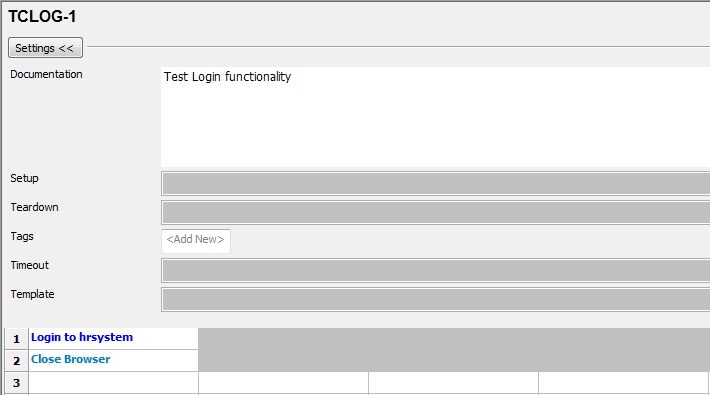 TCLOG-1
Settings <<
Documentation
Test Login functionality
Setup
Teardown
Tags
<Add New>
Timeout
Template
1 Login to hrsystem
2 Close Browser
3